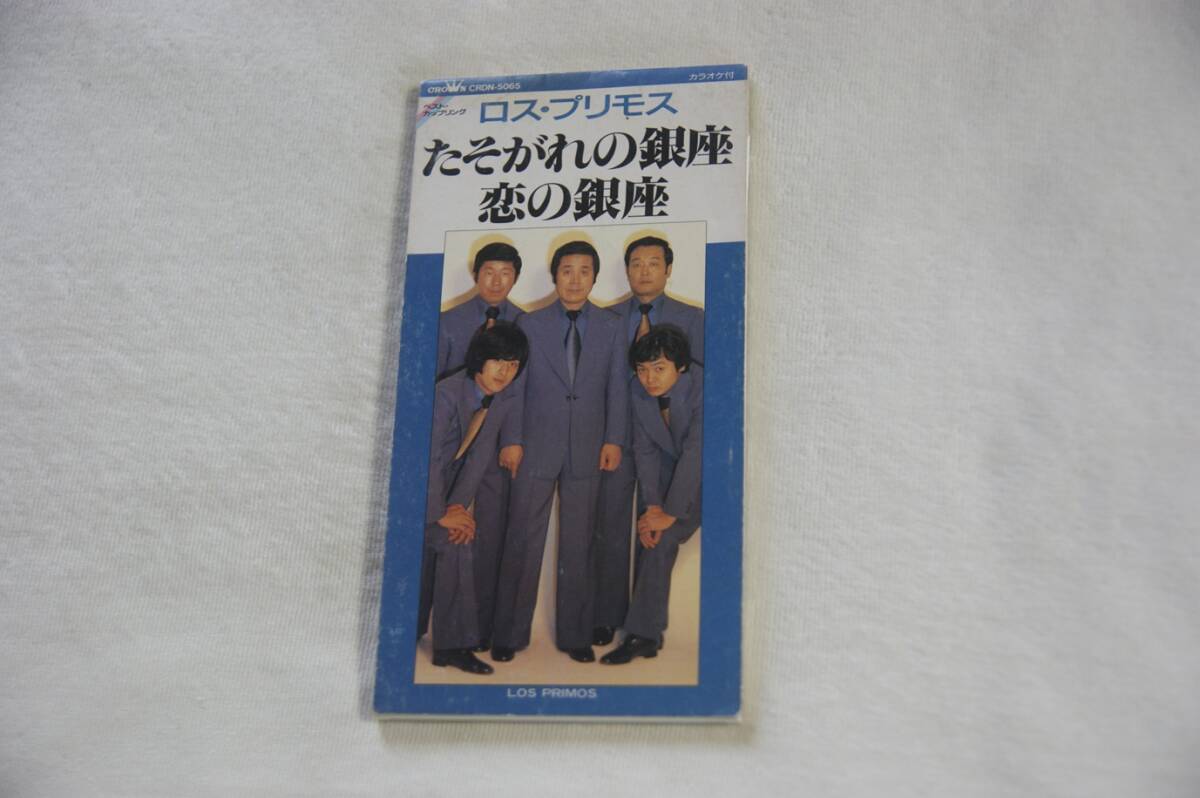 CROWN CRDN-5065 カラオケ付
ベスト・
カップリング
ロス・プリモス
たそがれの銀座
恋の銀座
LOS PRIMOS